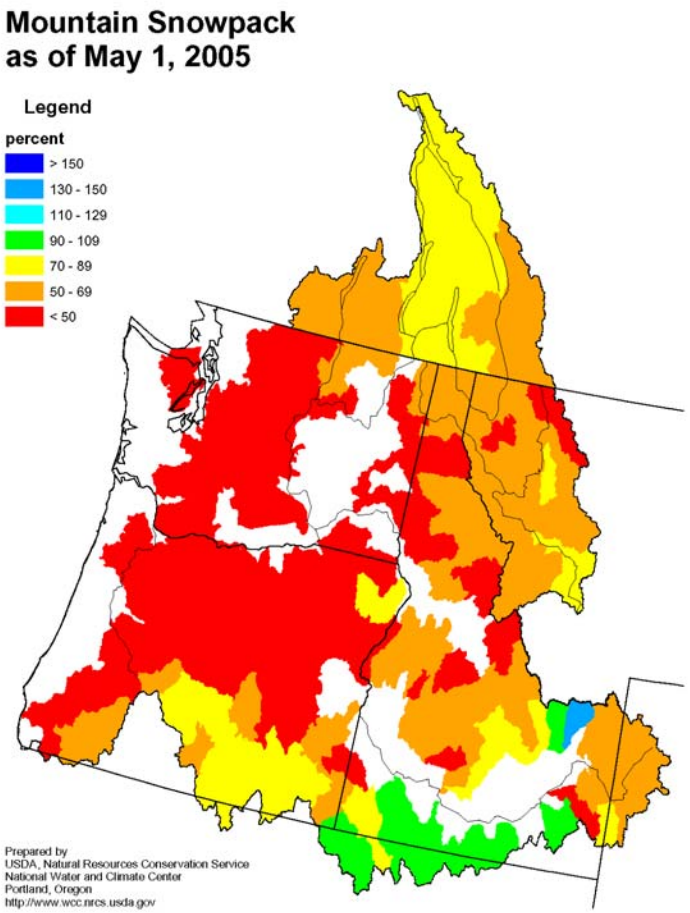 Mountain Snowpack
as of May 1, 2005
Legend
percent
> 150
130 - 150
110 - 129
90 - 109
70 - 89
50 - 69
< 50
Prepared by
USDA, Natural Resources Conservation Service
National Water and Climate Center
Portland, Oregon
http://www.wcc.nrcs.usda.gov